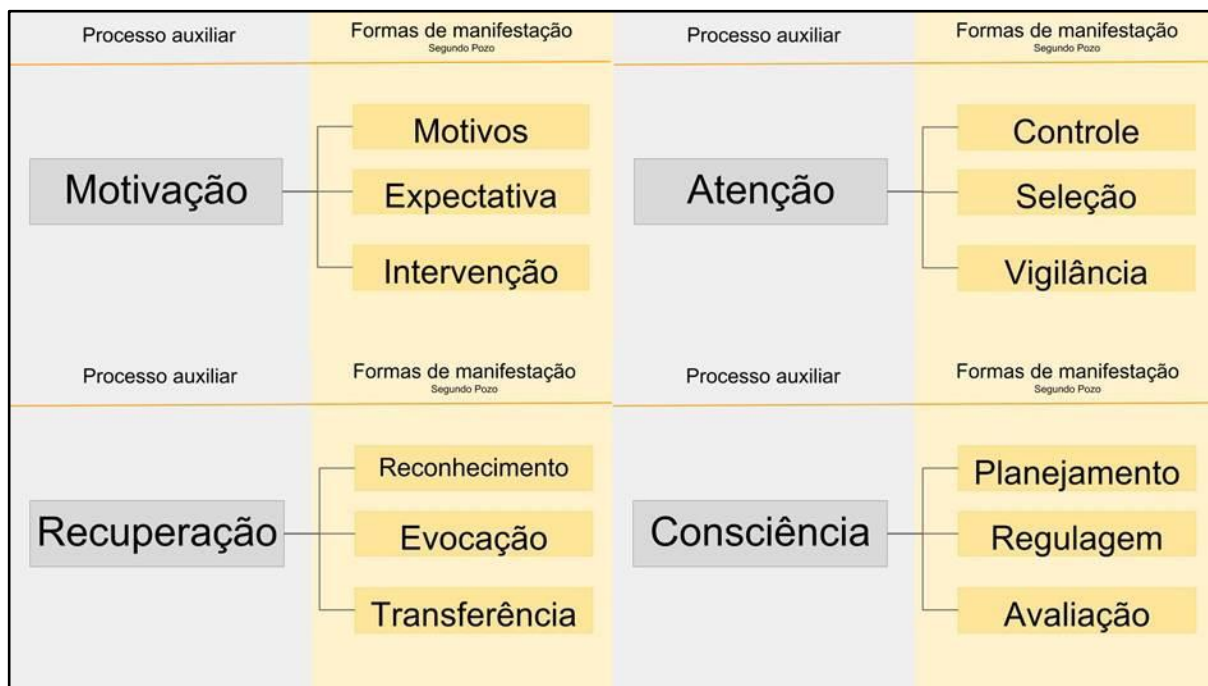 Processo auxiliar
Formas de manifestação
Segundo Pozo
Motivação
Motivos
Expectativa
Intervenção
Processo auxiliar
Formas de manifestação
Segundo Pozo
Atenção
Controle
Seleção
Vigilância
Processo auxiliar
Formas de manifestação
Segundo Pozo
Recuperação
Reconhecimento
Evocação
Transferência
Processo auxiliar
Formas de manifestação
Segundo Pozo
Consciência
Planejamento
Regulagem
Avaliação